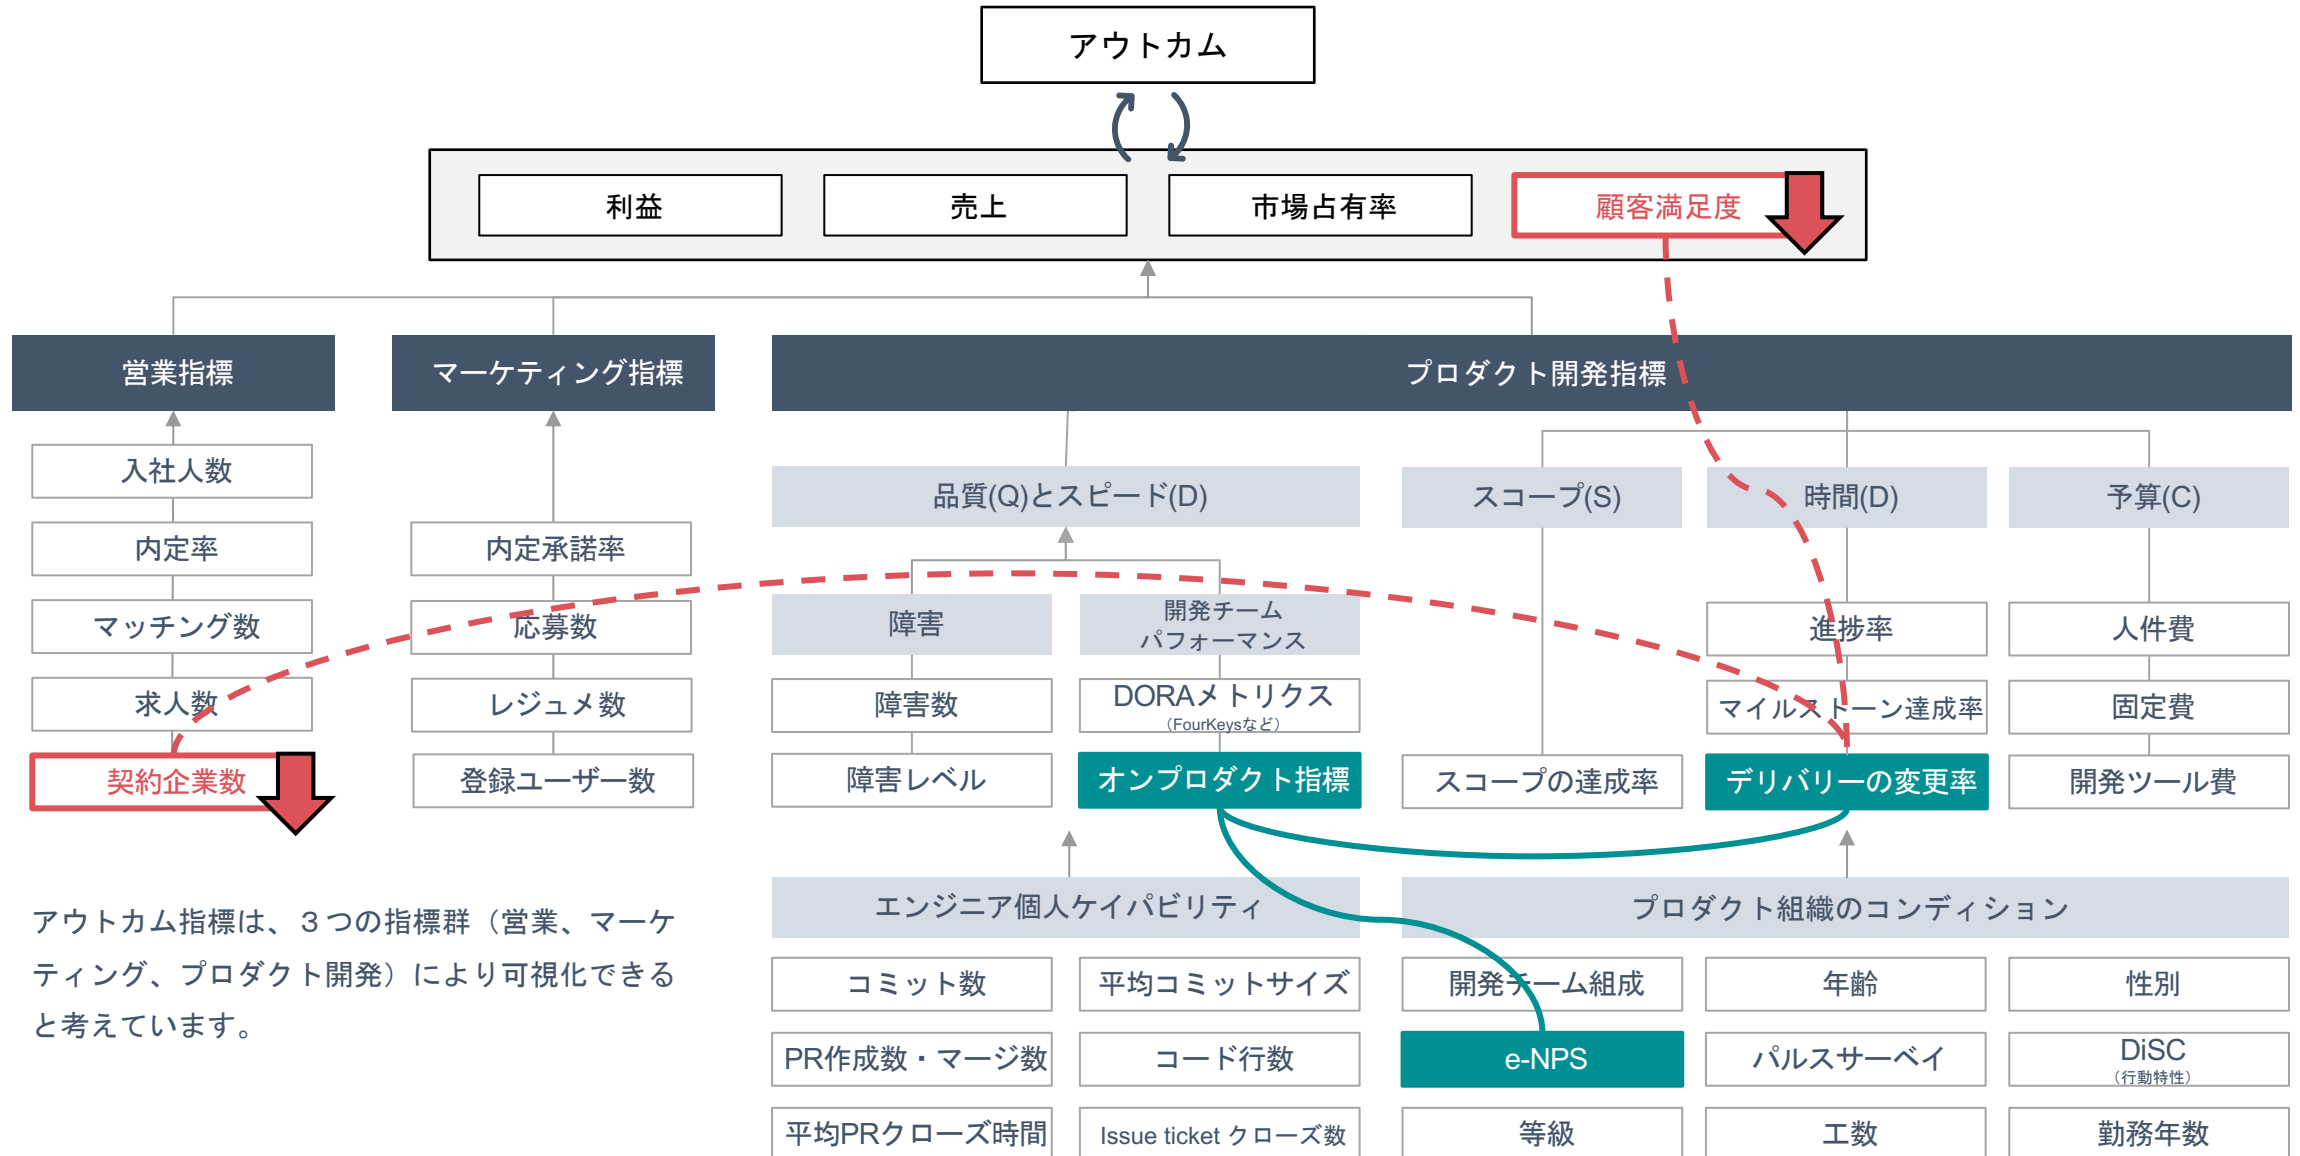 アウトカム
利益
売上
市場占有率
顧客満足度
営業指標
マーケティング指標
プロダクト開発指標
入社人数
内定率
マッチング数
求人数
契約企業数
内定承諾率
応募数
レジュメ数
登録ユーザー数
品質(Q)とスピード(D)
スコープ(S)
時間(D)
予算(C)
障害
開発チーム
パフォーマンス
障害数
障害レベル
DORAメトリクス
（FourKeysなど）
オンプロダクト指標
スコープの達成率
進捗率
マイルストーン達成率
デリバリーの変更率
人件費
固定費
開発ツール費
エンジニア個人ケイパビリティ
プロダクト組織のコンディション
コミット数
平均コミットサイズ
PR作成数・マージ数
コード行数
平均PRクローズ時間
Issue ticket クローズ数
開発チーム組成
年齢
性別
e-NPS
パルスサーベイ
DiSC
（行動特性）
等級
工数
勤務年数
アウトカム指標は、３つの指標群（営業、マーケ
ティング、プロダクト開発）により可視化できる
と考えています。